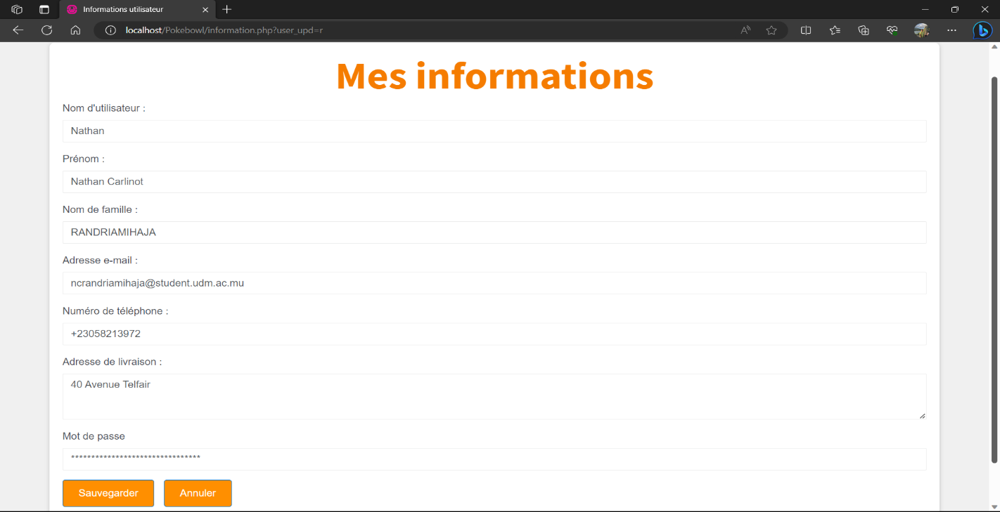 Informations utilisateur
localhost/Pokebowl/information.php?user_upd=r
Mes informations
Nom d'utilisateur :
Nathan
Prénom :
Nathan Carlinot
Nom de famille :
RANDRIAMIHAJA
Adresse e-mail :
ncrandriamihaja@student.udm.ac.mu
Numéro de téléphone :
+23058213972
Adresse de livraison :
40 Avenue Telfair
Mot de passe
********************************
Sauvegarder Annuler